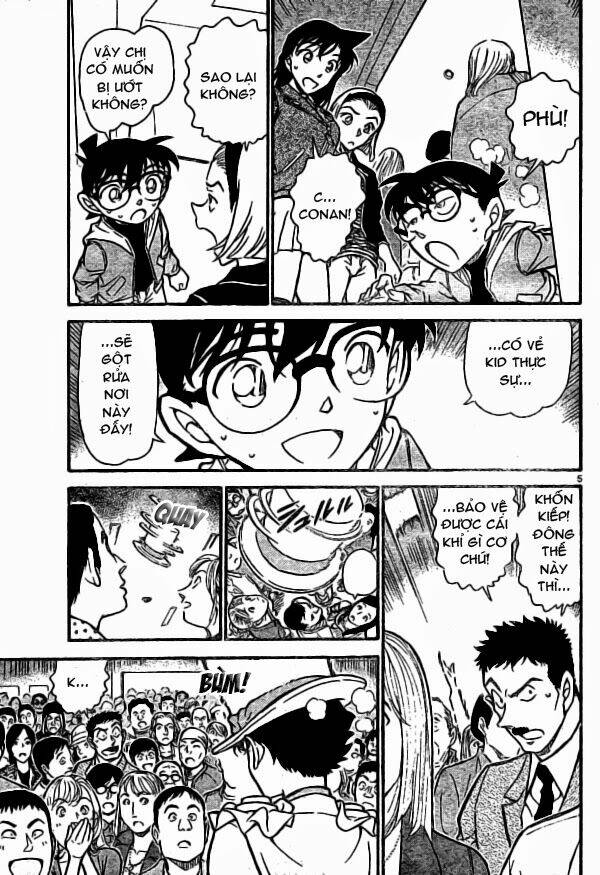 PHÙ!
C...
CONAN!
SAO LẠI
KHÔNG?
VẬY CHỊ
CÓ MUỐN
BỊ ƯỚT
KHÔNG?
...CÓ VẺ
KID THỰC
SỰ...
...SẼ
GỘT
RỬA
NƠI
NÀY
ĐẤY!
5
KHỐN
KIẾP!
ĐÔNG
THẾ
NÀY
THÌ...
...BẢO VỆ
ĐƯỢC CÁI
KHỈ GÌ CƠ
CHỨ!
QUAY
BÙM!
K...